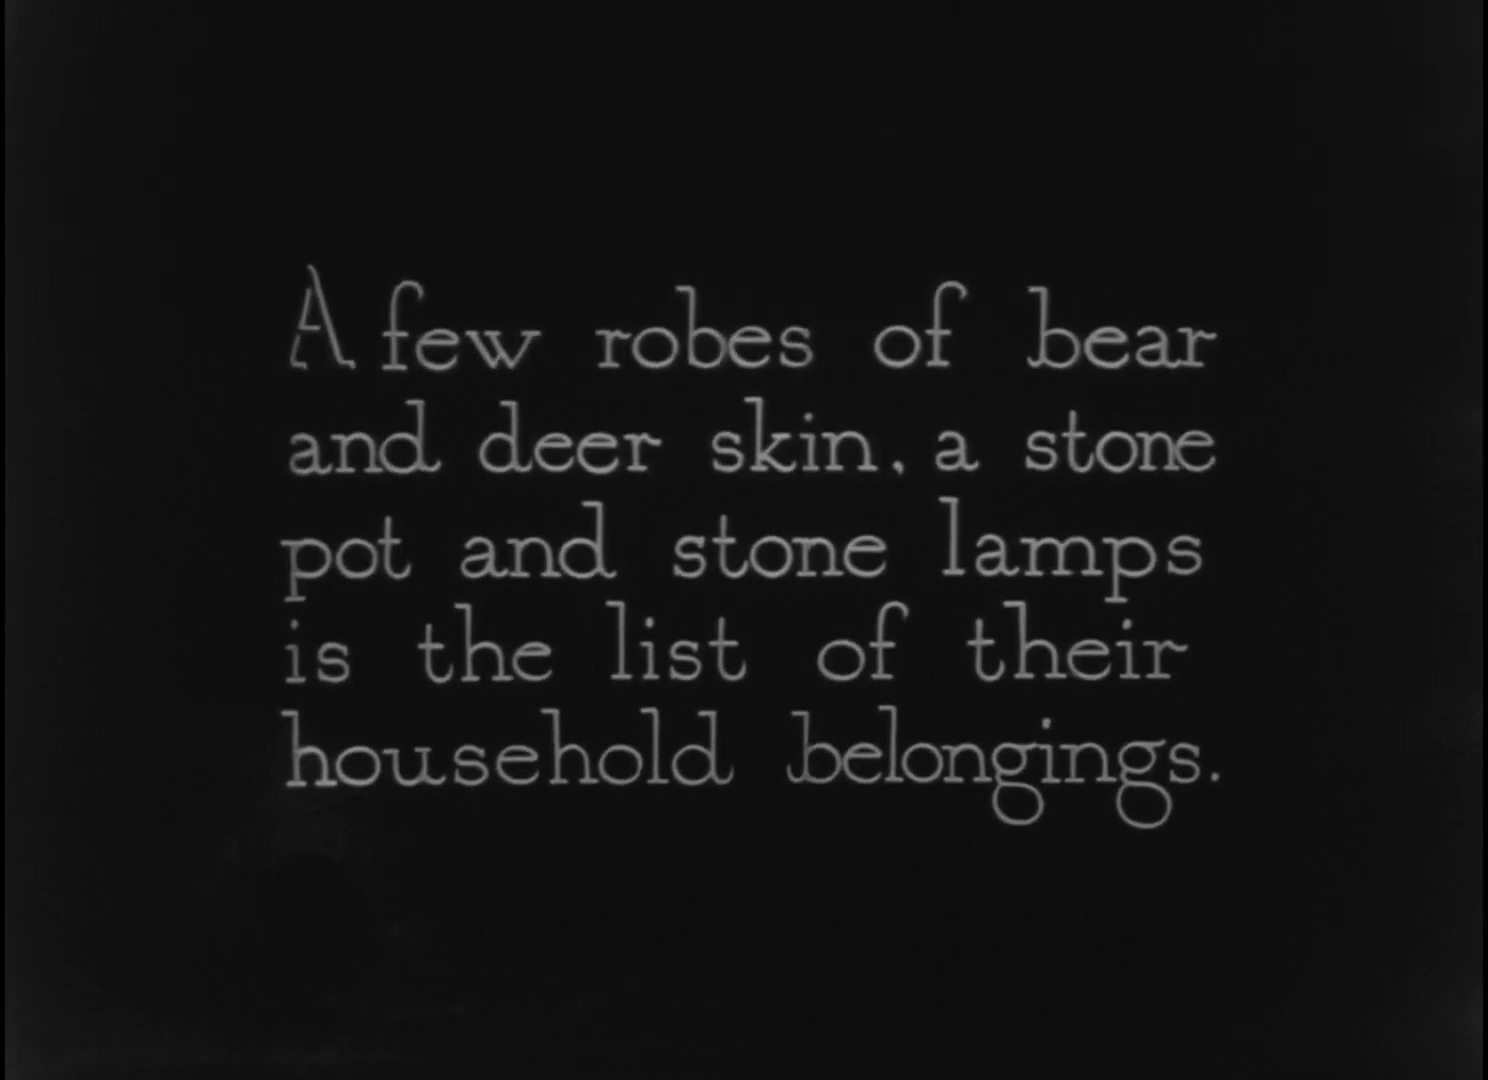 A few robes of bear
and deer skin, a stone
pot and stone lamps
is the list of their
household belongings.